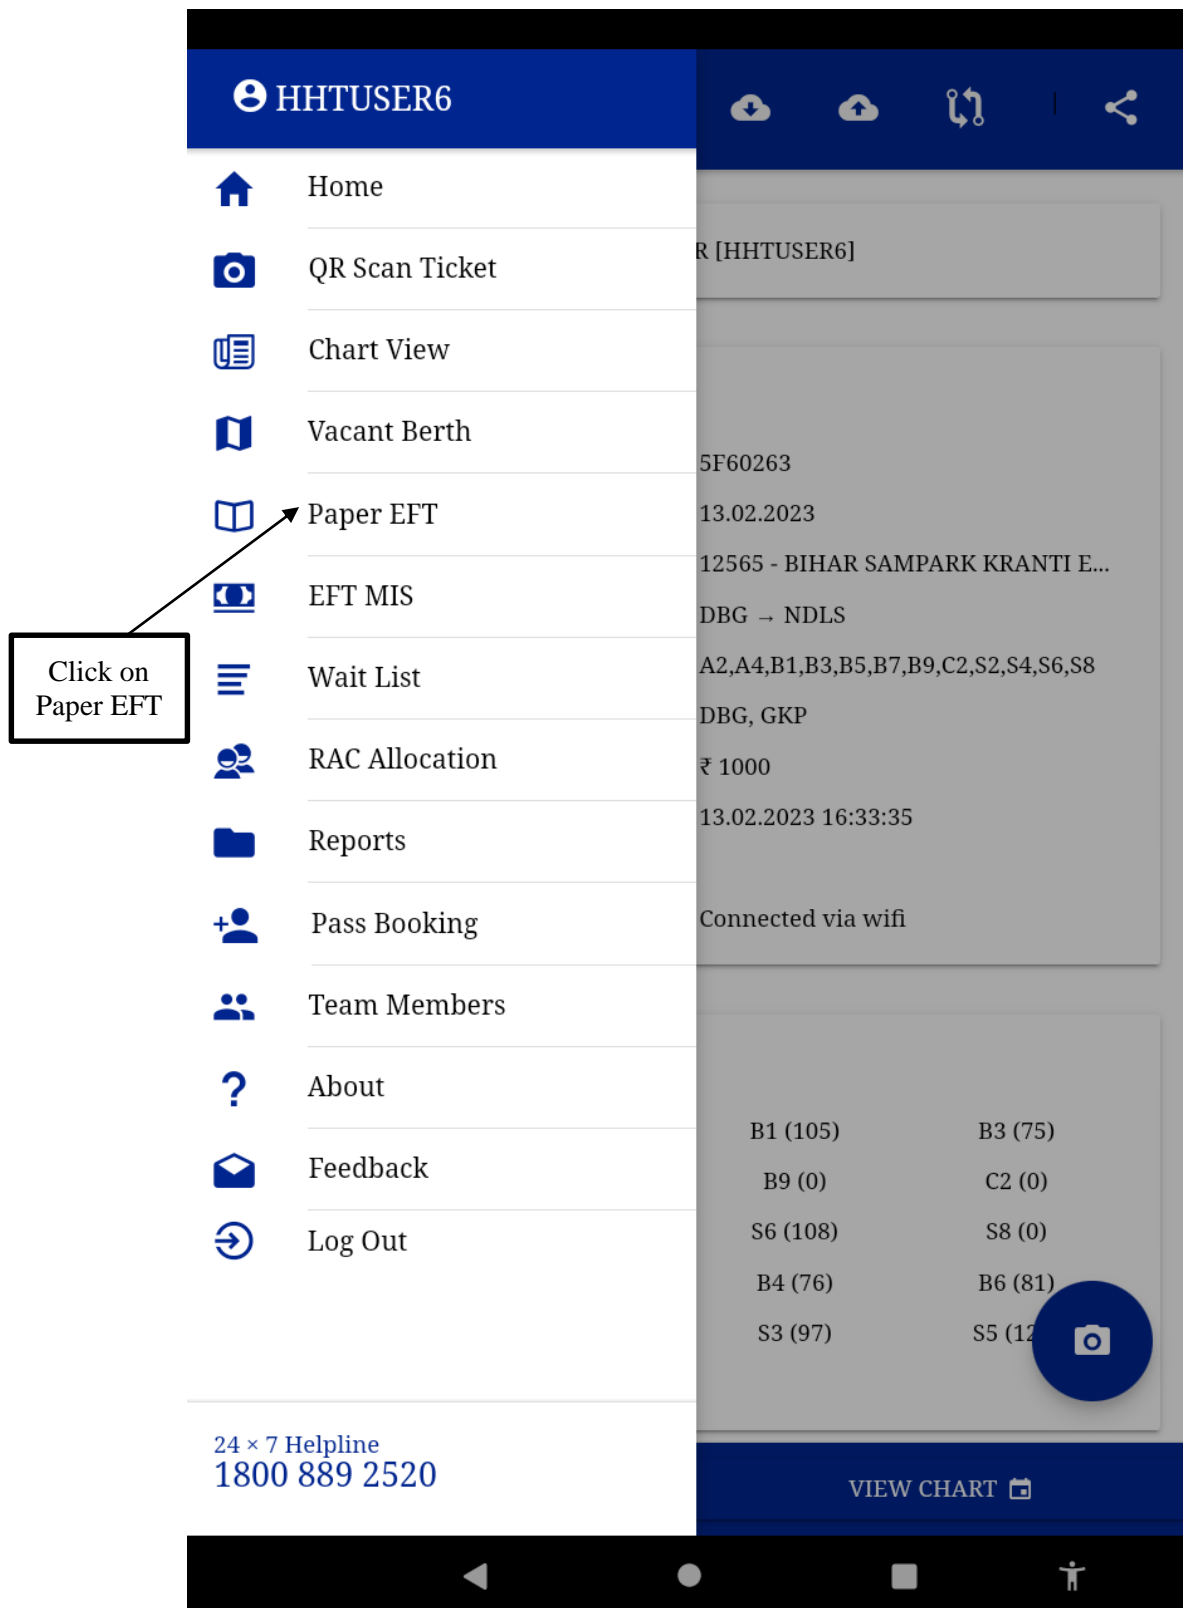 HHTUSER6
Home
QR Scan Ticket
Chart View
Vacant Berth
Paper EFT
EFT MIS
Wait List
RAC Allocation
Reports
Pass Booking
Team Members
About
Feedback
Log Out
24 × 7 Helpline
1800 889 2520
Click on
Paper EFT
R [HHTUSER6]
5F60263
13.02.2023
12565 - BIHAR SAMPARK KRANTI E...
DBG → NDLS
A2,A4,B1,B3,B5,B7,B9,C2,S2,S4,S6,S8
DBG, GKP
₹ 1000
13.02.2023 16:33:35
Connected via wifi
B1 (105) B3 (75)
B9 (0) C2 (0)
S6 (108) S8 (0)
B4 (76) B6 (81)
S3 (97) S5 (12
VIEW CHART